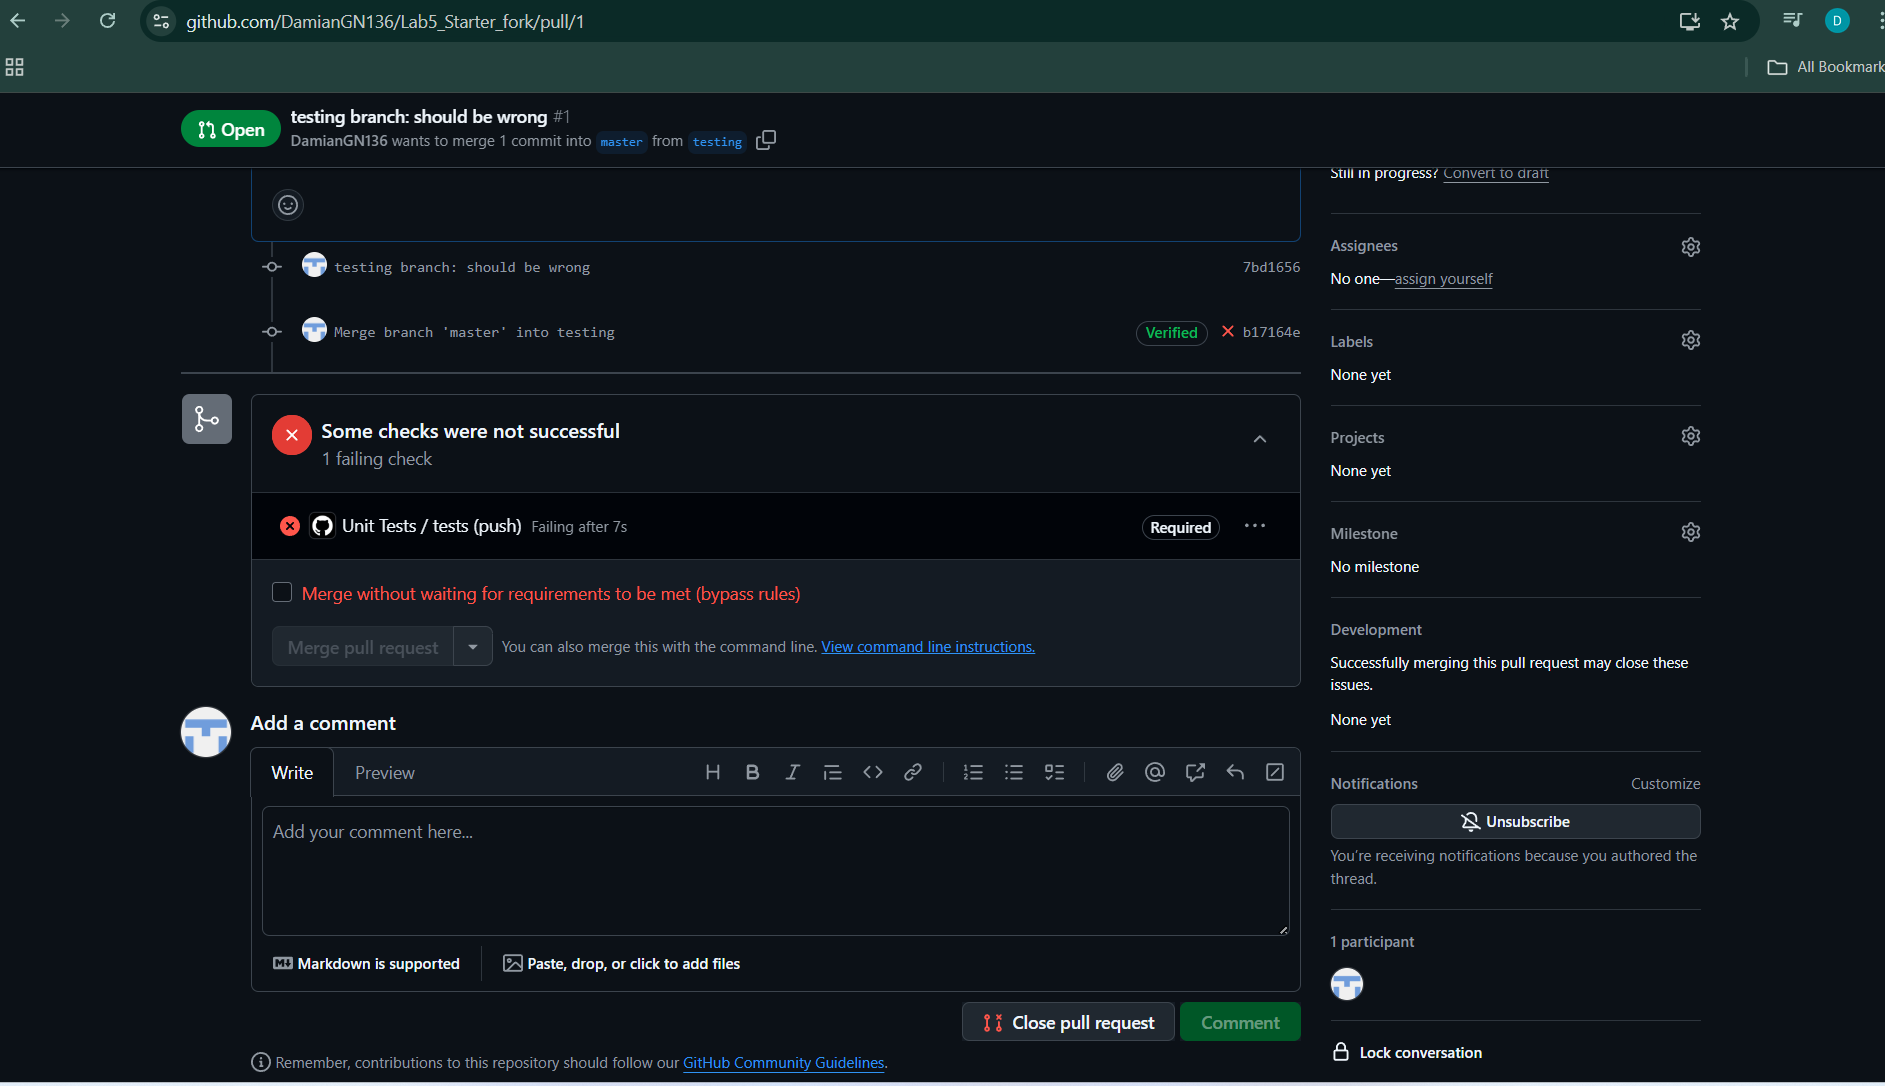 github.com/DamianGN136/Lab5_Starter_fork/pull/1
D
All Bookmark
Open
testing branch: should be wrong #1
DamianGN136 wants to merge 1 commit into master from testing
testing branch: should be wrong 7bd1656
Merge branch 'master' into testing Verified b17164e
Some checks were not successful
1 failing check
Unit Tests / tests (push) Failing after 7s Required
Merge without waiting for requirements to be met (bypass rules)
Merge pull request You can also merge this with the command line. View command line instructions.
Add a comment
Write Preview
Add your comment here...
Markdown is supported Paste, drop, or click to add files
Close pull request Comment
Remember, contributions to this repository should follow our GitHub Community Guidelines.
Still in progress? Convert to draft
Assignees
No one—assign yourself
Labels
None yet
Projects
None yet
Milestone
No milestone
Development
Successfully merging this pull request may close these
issues.
None yet
Notifications Customize
Unsubscribe
You're receiving notifications because you authored the
thread.
1 participant
Lock conversation